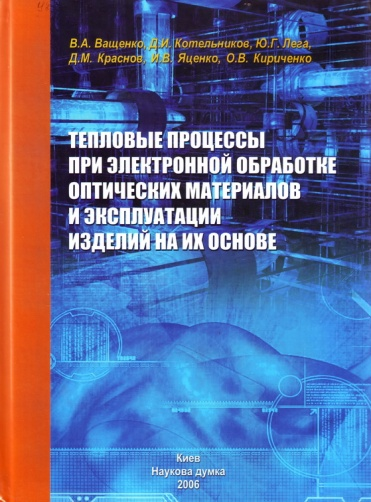 В.А. Ващенко, Д.И. Котельников, Ю.Г. Лега,
Д.М. Краснов, И.В. Яценко, О.В. Кириченко
ТЕПЛОВЫЕ ПРОЦЕССЫ
ПРИ ЭЛЕКТРОННОЙ ОБРАБОТКЕ
ОПТИЧЕСКИХ МАТЕРИАЛОВ
И ЭКСПЛУАТАЦИИ
ИЗДЕЛИЙ НА ИХ ОСНОВЕ
Киев
Наукова думка
2006